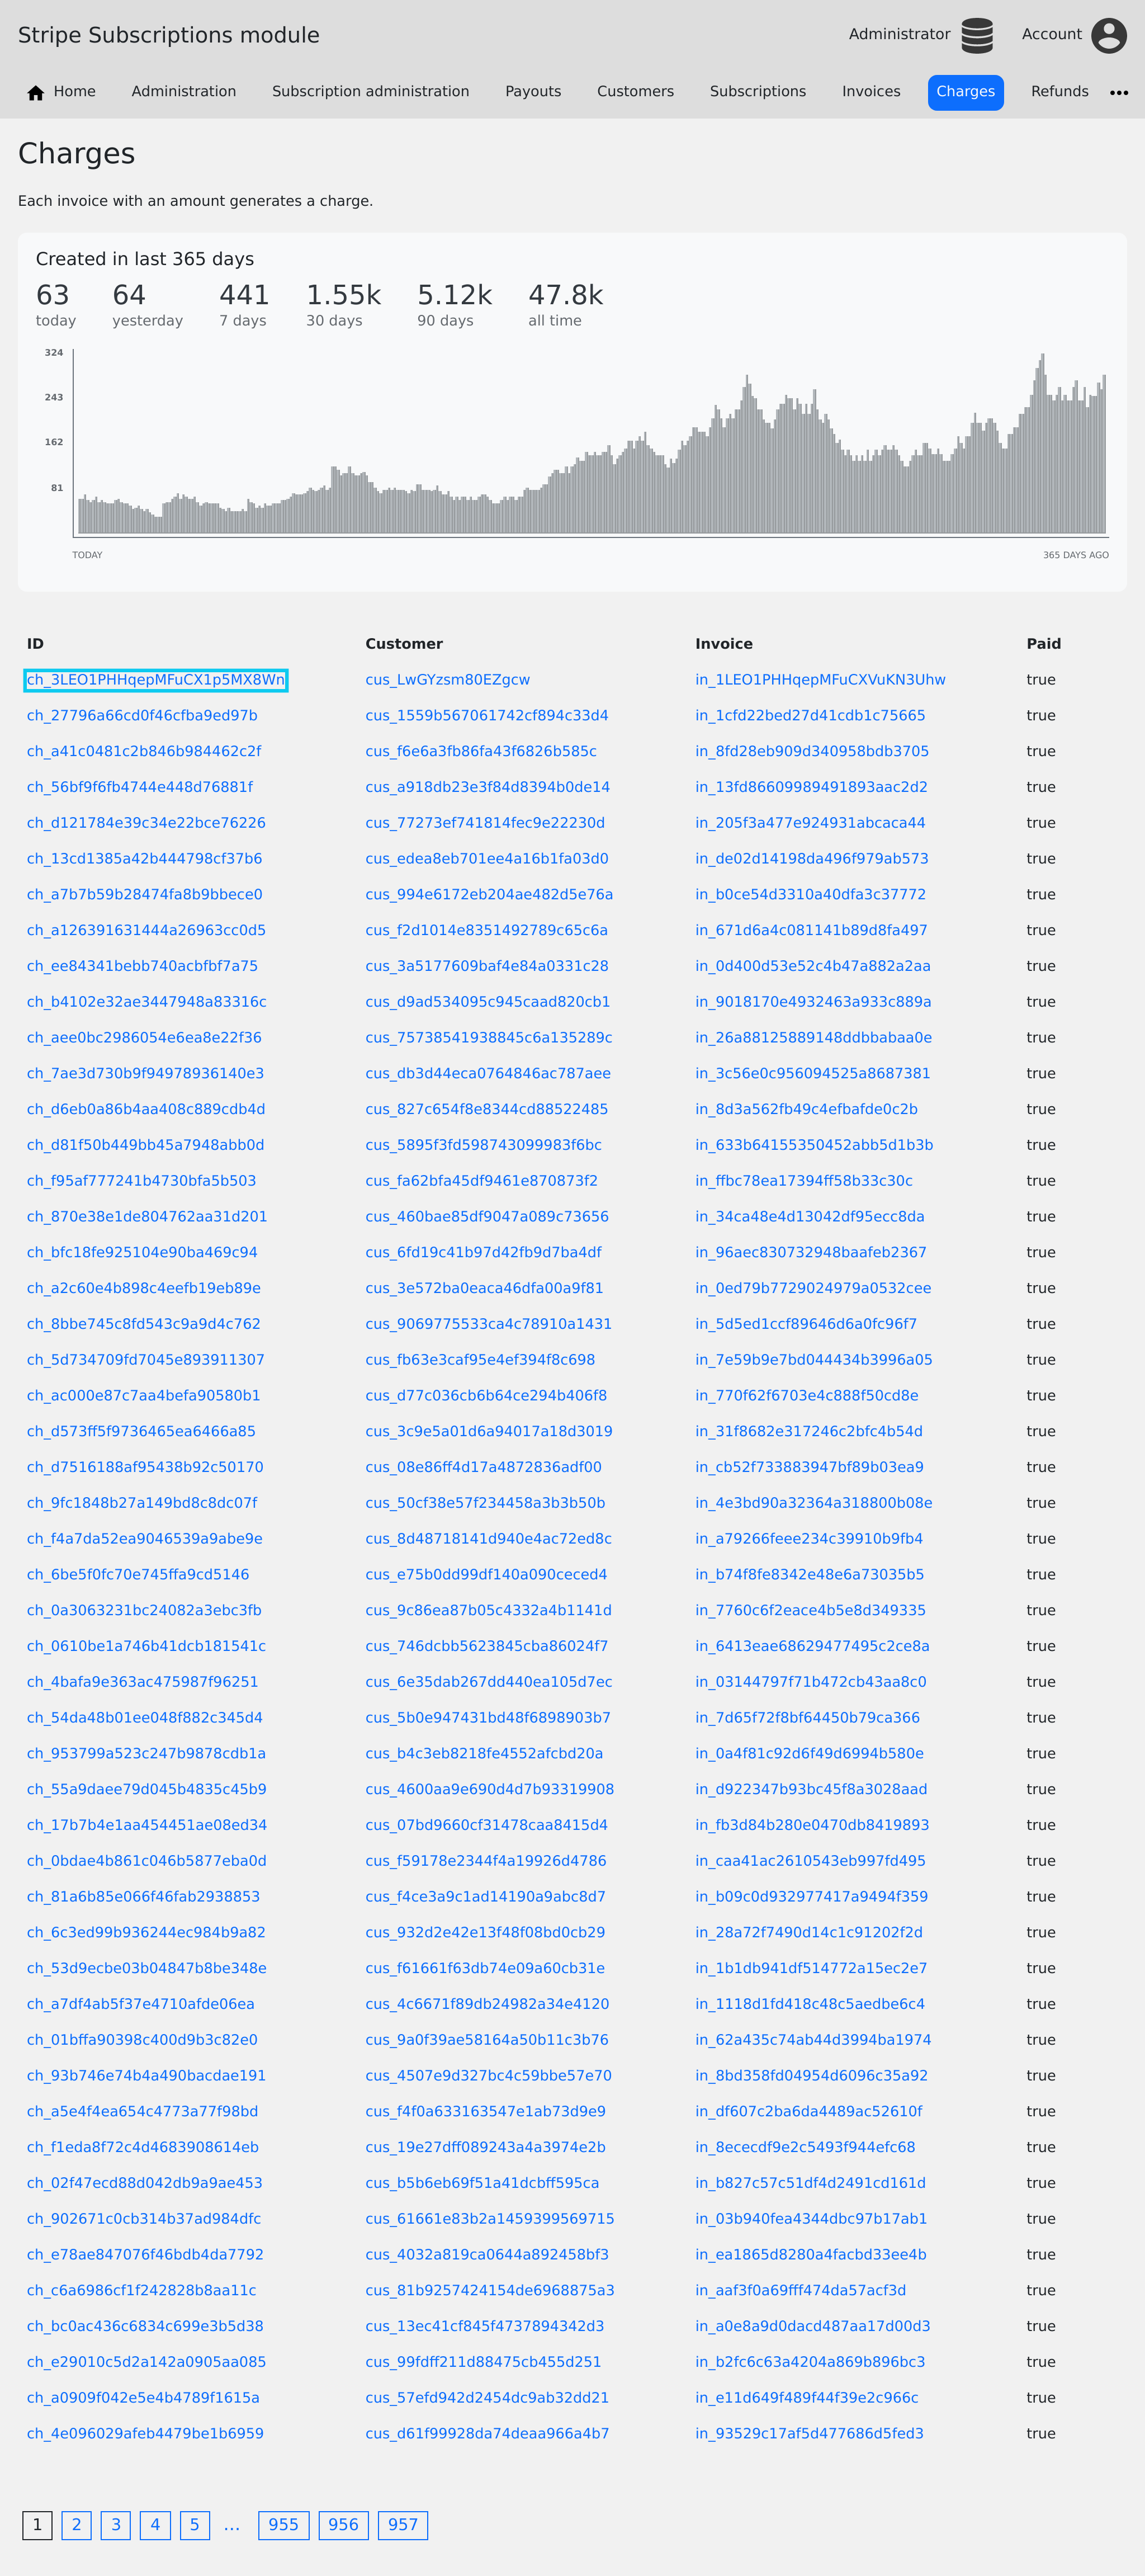 Stripe Subscriptions module
Administrator Account
Home Administration Subscription administration Payouts Customers Subscriptions Invoices Charges Refunds •••
Charges
Each invoice with an amount generates a charge.
Created in last 365 days
63 64 441 1.55k 5.12k 47.8k
today yesterday 7 days 30 days 90 days all time
324
243
162
81
TODAY 365 DAYS AGO
ID Customer Invoice Paid
ch_3LEO1PHHqepMFuCX1p5MX8Wn cus_LwGYzsm80EZgcw in_1LEO1PHHqepMFuCXVuKN3Uhw true
ch_27796a66cd0f46cfba9ed97b cus_1559b567061742cf894c33d4 in_1cfd22bed27d41cdb1c75665 true
ch_a41c0481c2b846b984462c2f cus_f6e6a3fb86fa43f6826b585c in_8fd28eb909d340958bdb3705 true
ch_56bf9f6fb4744e448d76881f cus_a918db23e3f84d8394b0de14 in_13fd86609989491893aac2d2 true
ch_d121784e39c34e22bce76226 cus_77273ef741814fec9e22230d in_205f3a477e924931abcaca44 true
ch_13cd1385a42b444798cf37b6 cus_edea8eb701ee4a16b1fa03d0 in_de02d14198da496f979ab573 true
ch_a7b7b59b28474fa8b9bbece0 cus_994e6172eb204ae482d5e76a in_b0ce54d3310a40dfa3c37772 true
ch_a126391631444a26963cc0d5 cus_f2d1014e8351492789c65c6a in_671d6a4c081141b89d8fa497 true
ch_ee84341bebb740acbfbf7a75 cus_3a5177609baf4e84a0331c28 in_0d400d53e52c4b47a882a2aa true
ch_b4102e32ae3447948a83316c cus_d9ad534095c945caad820cb1 in_9018170e4932463a933c889a true
ch_aee0bc2986054e6ea8e22f36 cus_75738541938845c6a135289c in_26a88125889148ddbbabaa0e true
ch_7ae3d730b9f94978936140e3 cus_db3d44eca0764846ac787aee in_3c56e0c956094525a8687381 true
ch_d6eb0a86b4aa408c889cdb4d cus_827c654f8e8344cd88522485 in_8d3a562fb49c4efbafde0c2b true
ch_d81f50b449bb45a7948abb0d cus_5895f3fd598743099983f6bc in_633b64155350452abb5d1b3b true
ch_f95af777241b4730bfa5b503 cus_fa62bfa45df9461e870873f2 in_ffbc78ea17394ff58b33c30c true
ch_870e38e1de804762aa31d201 cus_460bae85df9047a089c73656 in_34ca48e4d13042df95ecc8da true
ch_bfc18fe925104e90ba469c94 cus_6fd19c41b97d42fb9d7ba4df in_96aec830732948baafeb2367 true
ch_a2c60e4b898c4eefb19eb89e cus_3e572ba0eaca46dfa00a9f81 in_0ed79b7729024979a0532cee true
ch_8bbe745c8fd543c9a9d4c762 cus_9069775533ca4c78910a1431 in_5d5ed1ccf89646d6a0fc96f7 true
ch_5d734709fd7045e893911307 cus_fb63e3caf95e4ef394f8c698 in_7e59b9e7bd044434b3996a05 true
ch_ac000e87c7aa4befa90580b1 cus_d77c036cb6b64ce294b406f8 in_770f62f6703e4c888f50cd8e true
ch_d573ff5f9736465ea6466a85 cus_3c9e5a01d6a94017a18d3019 in_31f8682e317246c2bfc4b54d true
ch_d7516188af95438b92c50170 cus_08e86ff4d17a4872836adf00 in_cb52f733883947bf89b03ea9 true
ch_9fc1848b27a149bd8c8dc07f cus_50cf38e57f234458a3b3b50b in_4e3bd90a32364a318800b08e true
ch_f4a7da52ea9046539a9abe9e cus_8d48718141d940e4ac72ed8c in_a79266feee234c39910b9fb4 true
ch_6be5f0fc70e745ffa9cd5146 cus_e75b0dd99df140a090ceced4 in_b74f8fe8342e48e6a73035b5 true
ch_0a3063231bc24082a3ebc3fb cus_9c86ea87b05c4332a4b1141d in_7760c6f2eace4b5e8d349335 true
ch_0610be1a746b41dcb181541c cus_746dcbb5623845cba86024f7 in_6413eae68629477495c2ce8a true
ch_4bafa9e363ac475987f96251 cus_6e35dab267dd440ea105d7ec in_03144797f71b472cb43aa8c0 true
ch_54da48b01ee048f882c345d4 cus_5b0e947431bd48f6898903b7 in_7d65f72f8bf64450b79ca366 true
ch_953799a523c247b9878cdb1a cus_b4c3eb8218fe4552afcbd20a in_0a4f81c92d6f49d6994b580e true
ch_55a9daee79d045b4835c45b9 cus_4600aa9e690d4d7b93319908 in_d922347b93bc45f8a3028aad true
ch_17b7b4e1aa454451ae08ed34 cus_07bd9660cf31478caa8415d4 in_fb3d84b280e0470db8419893 true
ch_0bdae4b861c046b5877eba0d cus_f59178e2344f4a19926d4786 in_caa41ac2610543eb997fd495 true
ch_81a6b85e066f46fab2938853 cus_f4ce3a9c1ad14190a9abc8d7 in_b09c0d932977417a9494f359 true
ch_6c3ed99b936244ec984b9a82 cus_932d2e42e13f48f08bd0cb29 in_28a72f7490d14c1c91202f2d true
ch_53d9ecbe03b04847b8be348e cus_f61661f63db74e09a60cb31e in_1b1db941df514772a15ec2e7 true
ch_a7df4ab5f37e4710afde06ea cus_4c6671f89db24982a34e4120 in_1118d1fd418c48c5aedbe6c4 true
ch_01bffa90398c400d9b3c82e0 cus_9a0f39ae58164a50b11c3b76 in_62a435c74ab44d3994ba1974 true
ch_93b746e74b4a490bacdae191 cus_4507e9d327bc4c59bbe57e70 in_8bd358fd04954d6096c35a92 true
ch_a5e4f4ea654c4773a77f98bd cus_f4f0a633163547e1ab73d9e9 in_df607c2ba6da4489ac52610f true
ch_f1eda8f72c4d4683908614eb cus_19e27dff089243a4a3974e2b in_8ececdf9e2c5493f944efc68 true
ch_02f47ecd88d042db9a9ae453 cus_b5b6eb69f51a41dcbff595ca in_b827c57c51df4d2491cd161d true
ch_902671c0cb314b37ad984dfc cus_61661e83b2a1459399569715 in_03b940fea4344dbc97b17ab1 true
ch_e78ae847076f46bdb4da7792 cus_4032a819ca0644a892458bf3 in_ea1865d8280a4facbd33ee4b true
ch_c6a6986cf1f242828b8aa11c cus_81b9257424154de6968875a3 in_aaf3f0a69fff474da57acf3d true
ch_bc0ac436c6834c699e3b5d38 cus_13ec41cf845f4737894342d3 in_a0e8a9d0dacd487aa17d00d3 true
ch_e29010c5d2a142a0905aa085 cus_99fdff211d88475cb455d251 in_b2fc6c63a4204a869b896bc3 true
ch_a0909f042e5e4b4789f1615a cus_57efd942d2454dc9ab32dd21 in_e11d649f489f44f39e2c966c true
ch_4e096029afeb4479be1b6959 cus_d61f99928da74deaa966a4b7 in_93529c17af5d477686d5fed3 true
1 2 3 4 5 ... 955 956 957